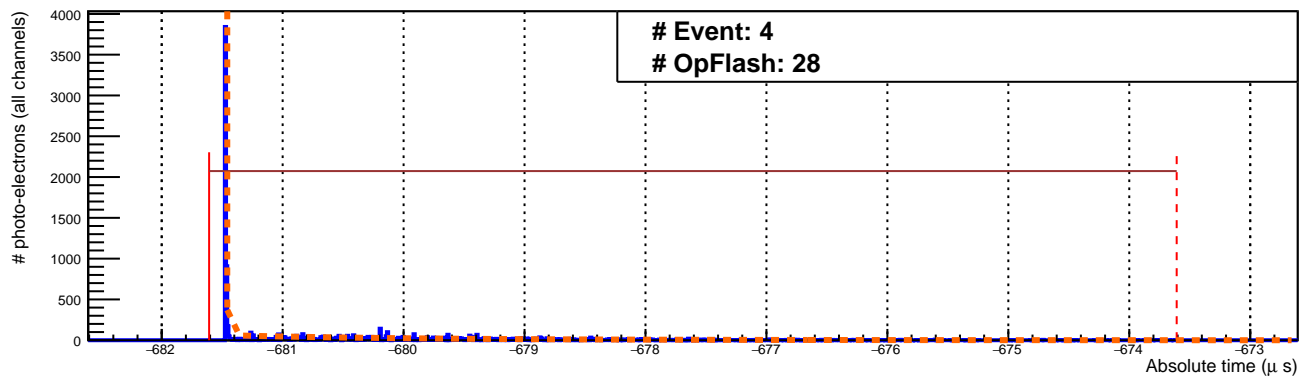 # Event: 4
# OpFlash: 28
# photo-electrons (all channels)
4000
3500
3000
2500
2000
1500
1000
500
0
−682 −681 −680 −679 −678 −677 −676 −675 −674 −673
Absolute time (μ s)